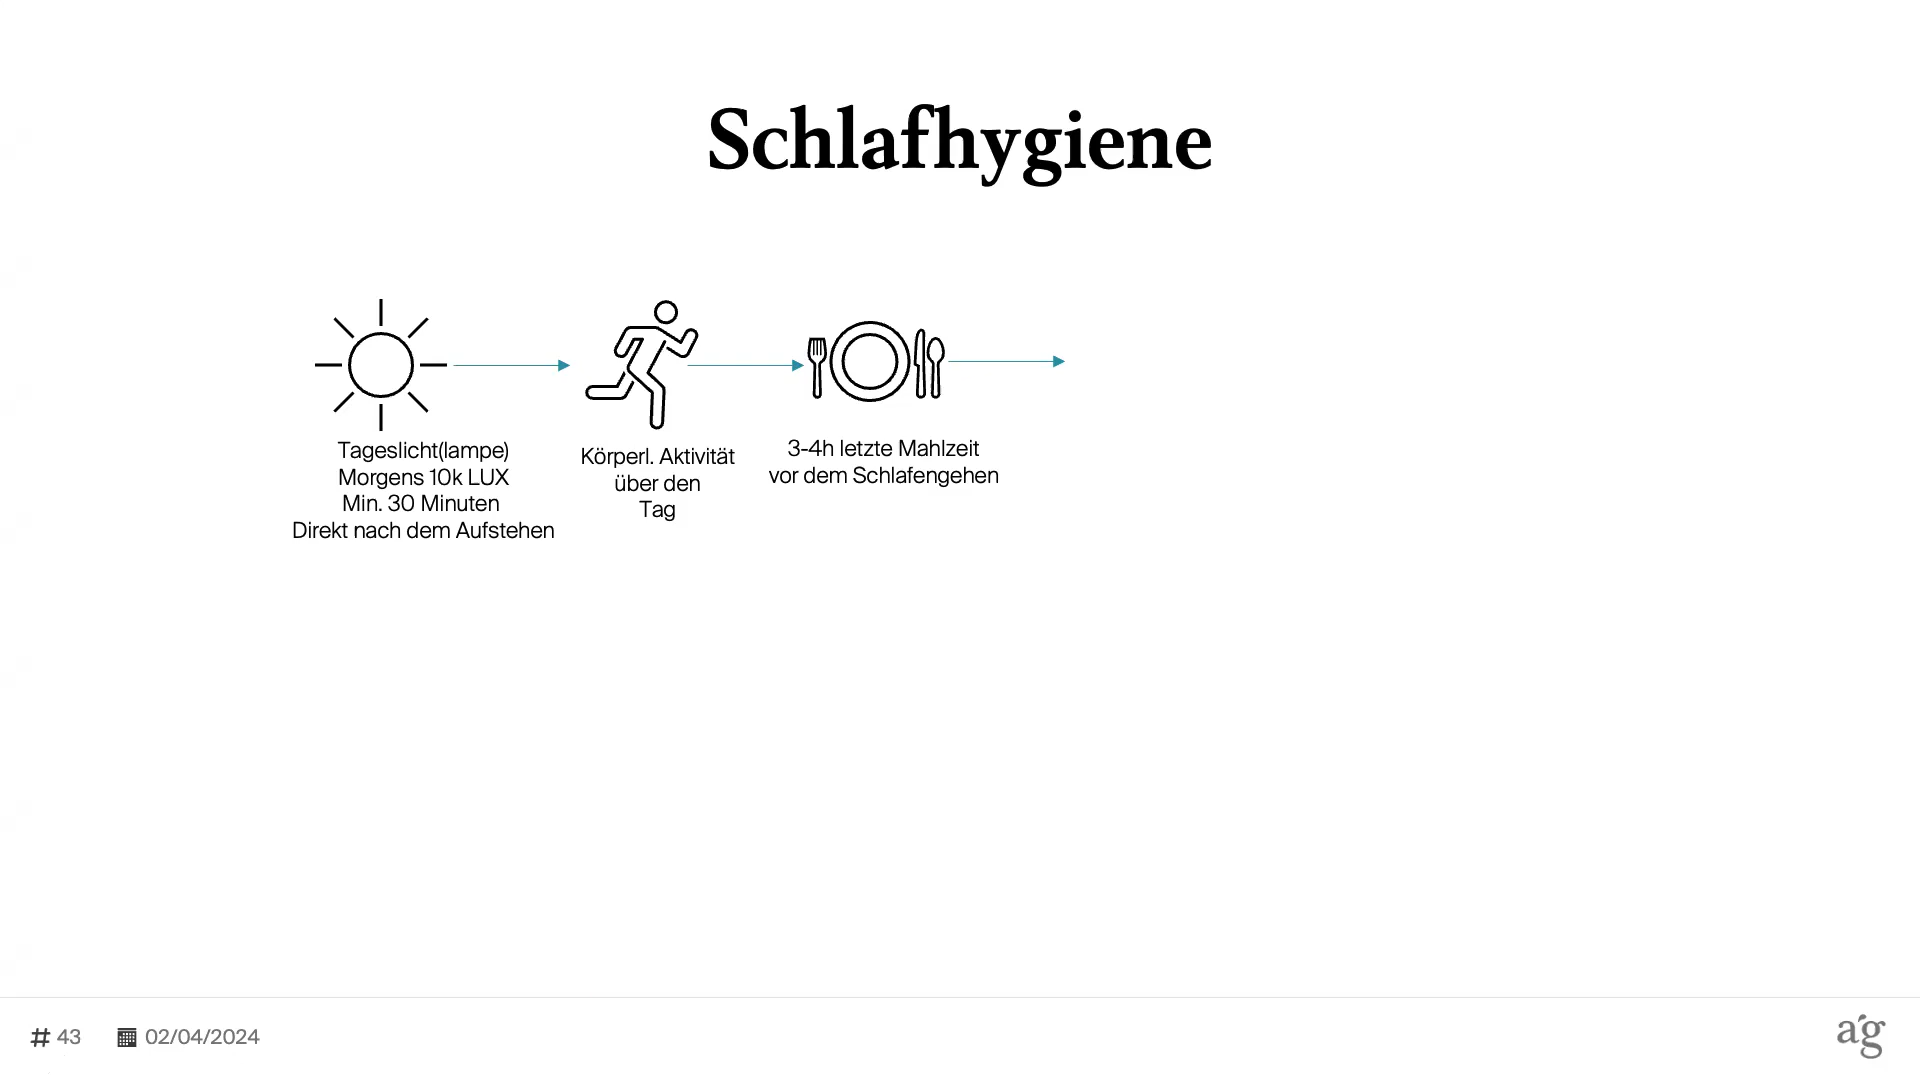 Schlafhygiene
Tageslicht(lampe)
Morgens 10k LUX
Min. 30 Minuten
Direkt nach dem Aufstehen
Körperl. Aktivität
über den
Tag
3-4h letzte Mahlzeit
vor dem Schlafengehen
# 43
02/04/2024
a'g